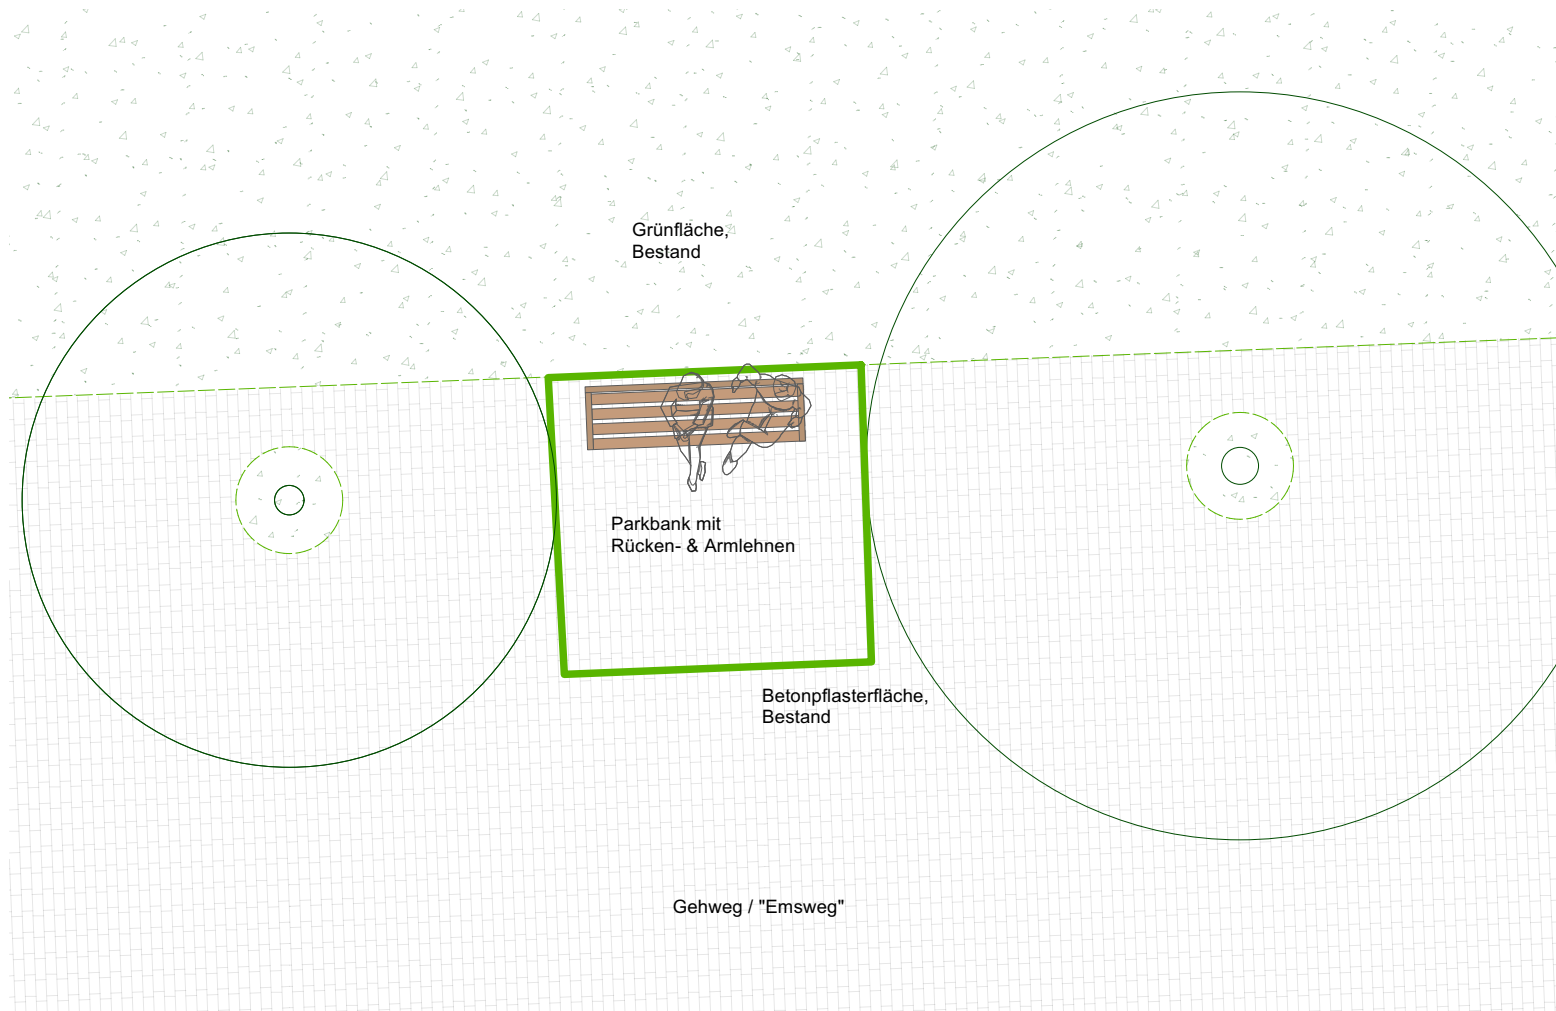 Grünfläche,
Bestand
Parkbank mit
Rücken- & Armlehnen
Betonpflasterfläche,
Bestand
Gehweg / "Emsweg"